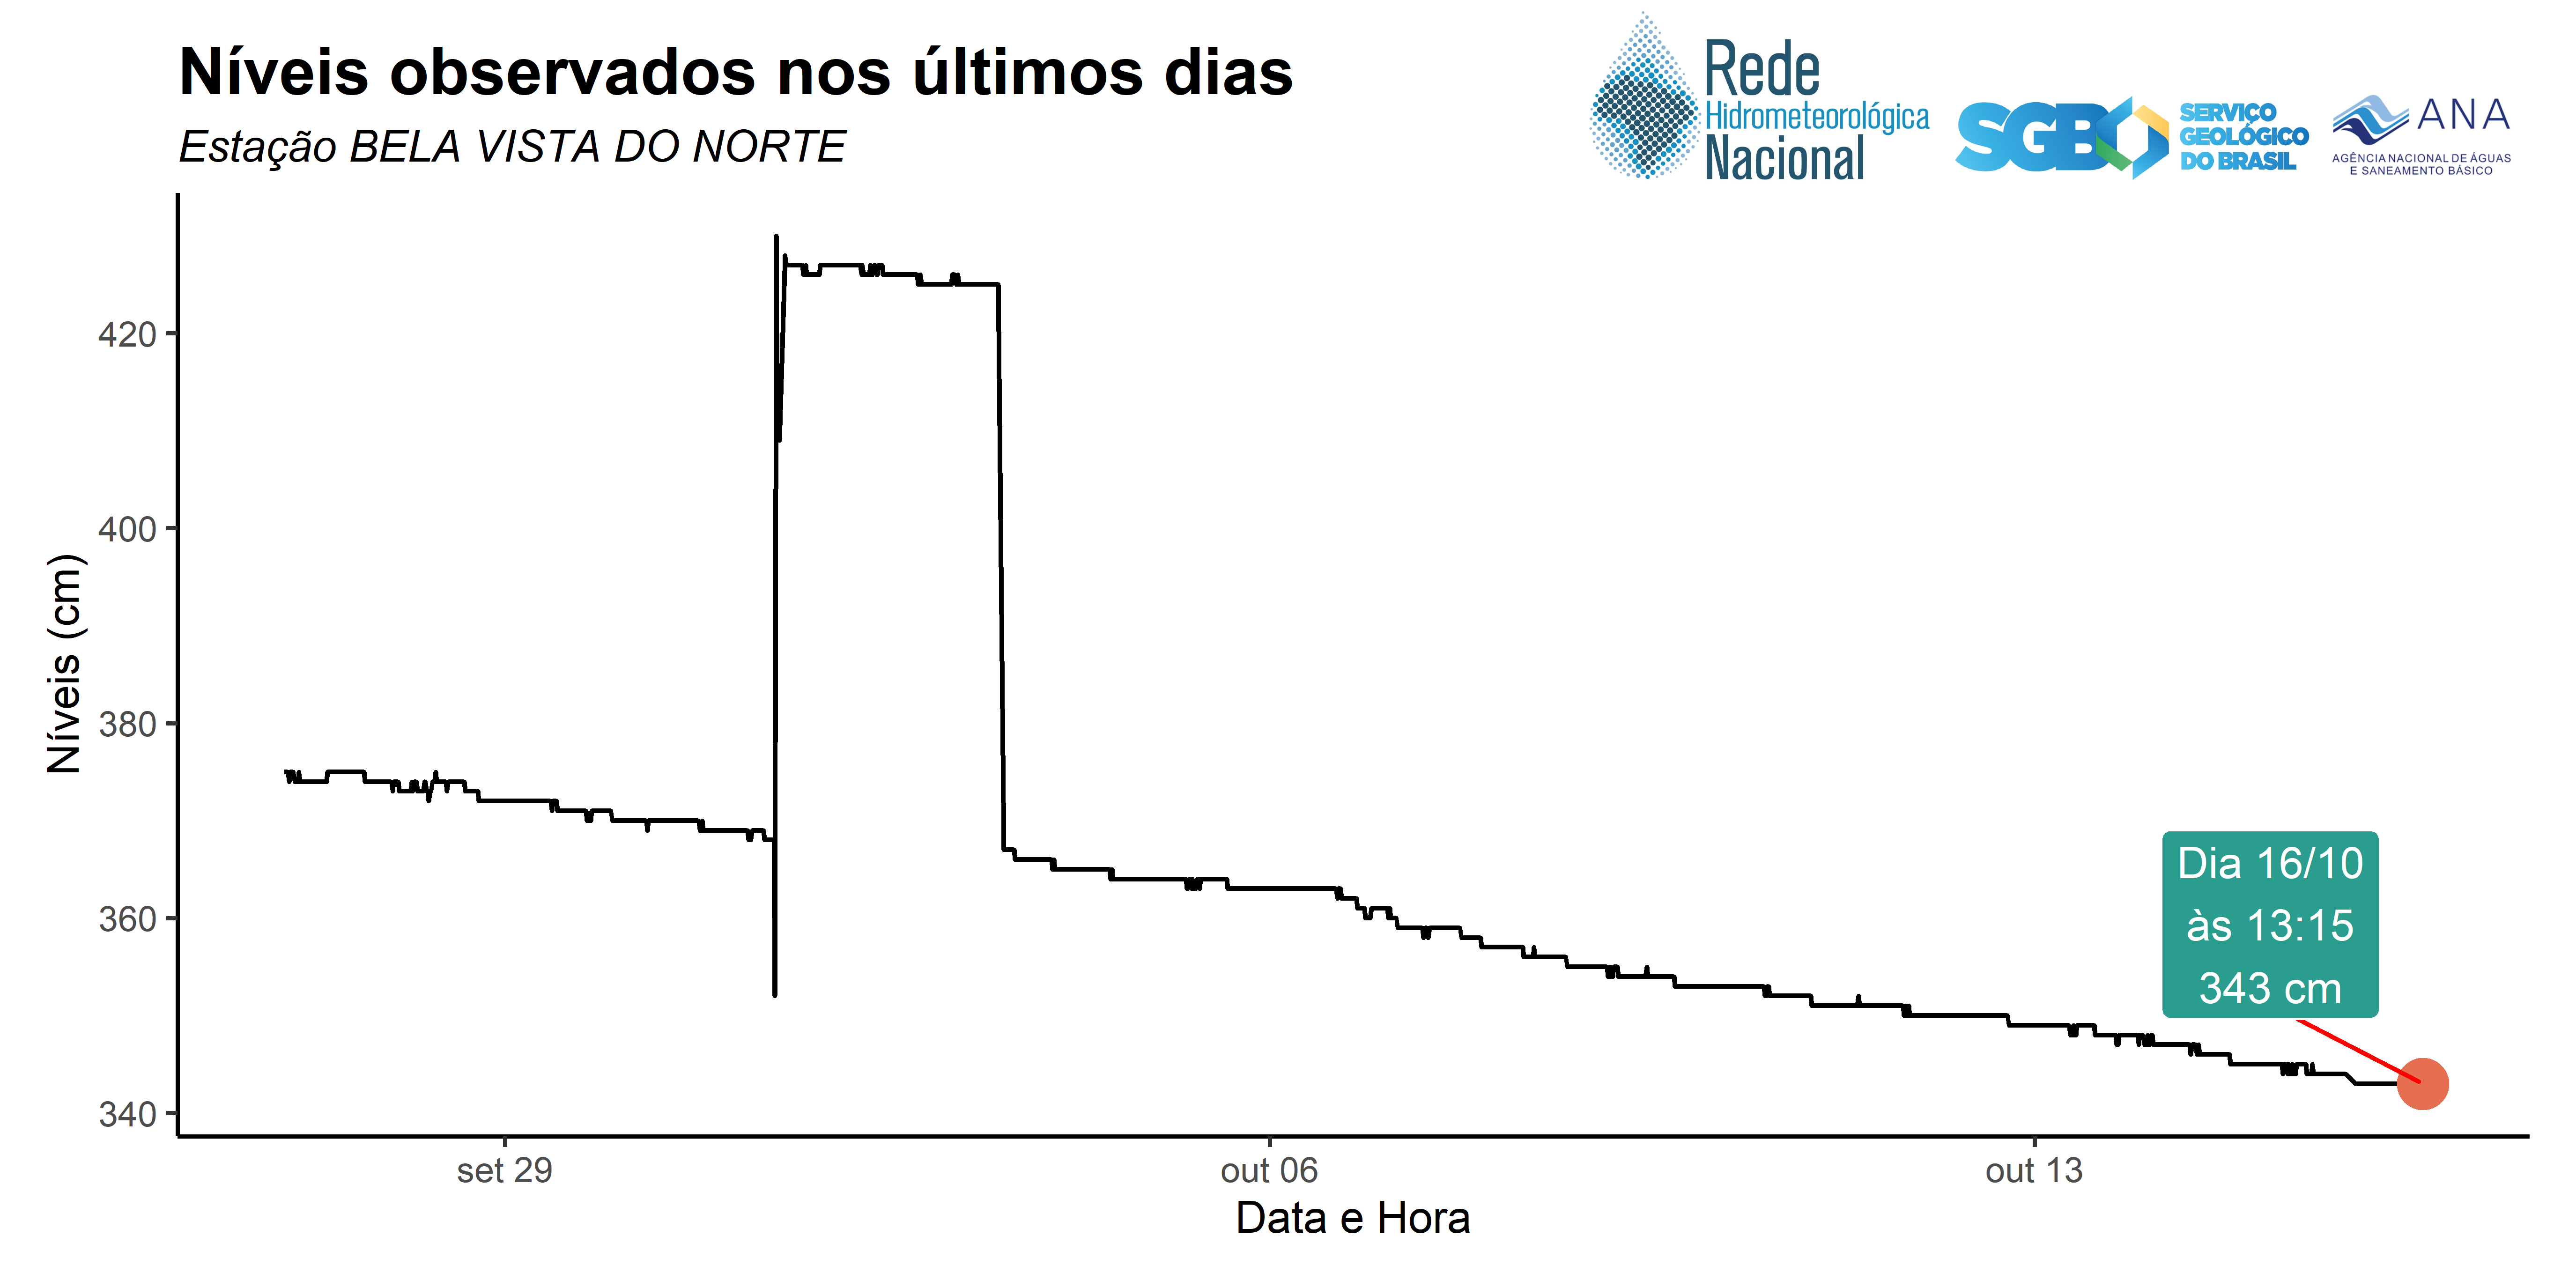 Níveis observados nos últimos dias
Estação BELA VISTA DO NORTE
Rede
Hidrometeorológica
Nacional
SGB
SERVIÇO
GEOLÓGICO
DO BRASIL
ANA
AGÊNCIA NACIONAL DE ÁGUAS
E SANEAMENTO BÁSICO
Níveis (cm)
420
400
380
360
340
Dia 16/10
às 13:15
343 cm
set 29
out 06
out 13
Data e Hora